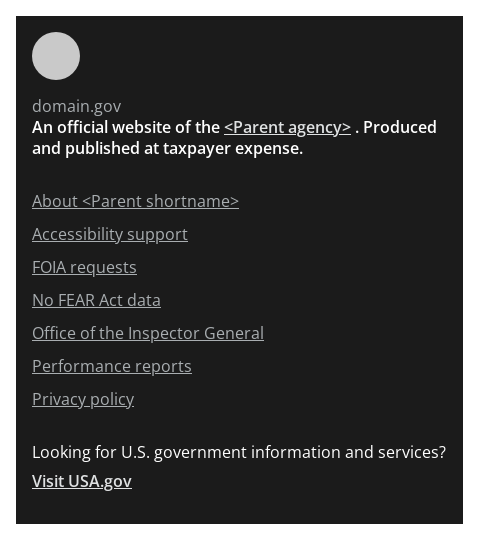 domain.gov
An official website of the <Parent agency> . Produced
and published at taxpayer expense.
About <Parent shortname>
Accessibility support
FOIA requests
No FEAR Act data
Office of the Inspector General
Performance reports
Privacy policy
Looking for U.S. government information and services?
Visit USA.gov